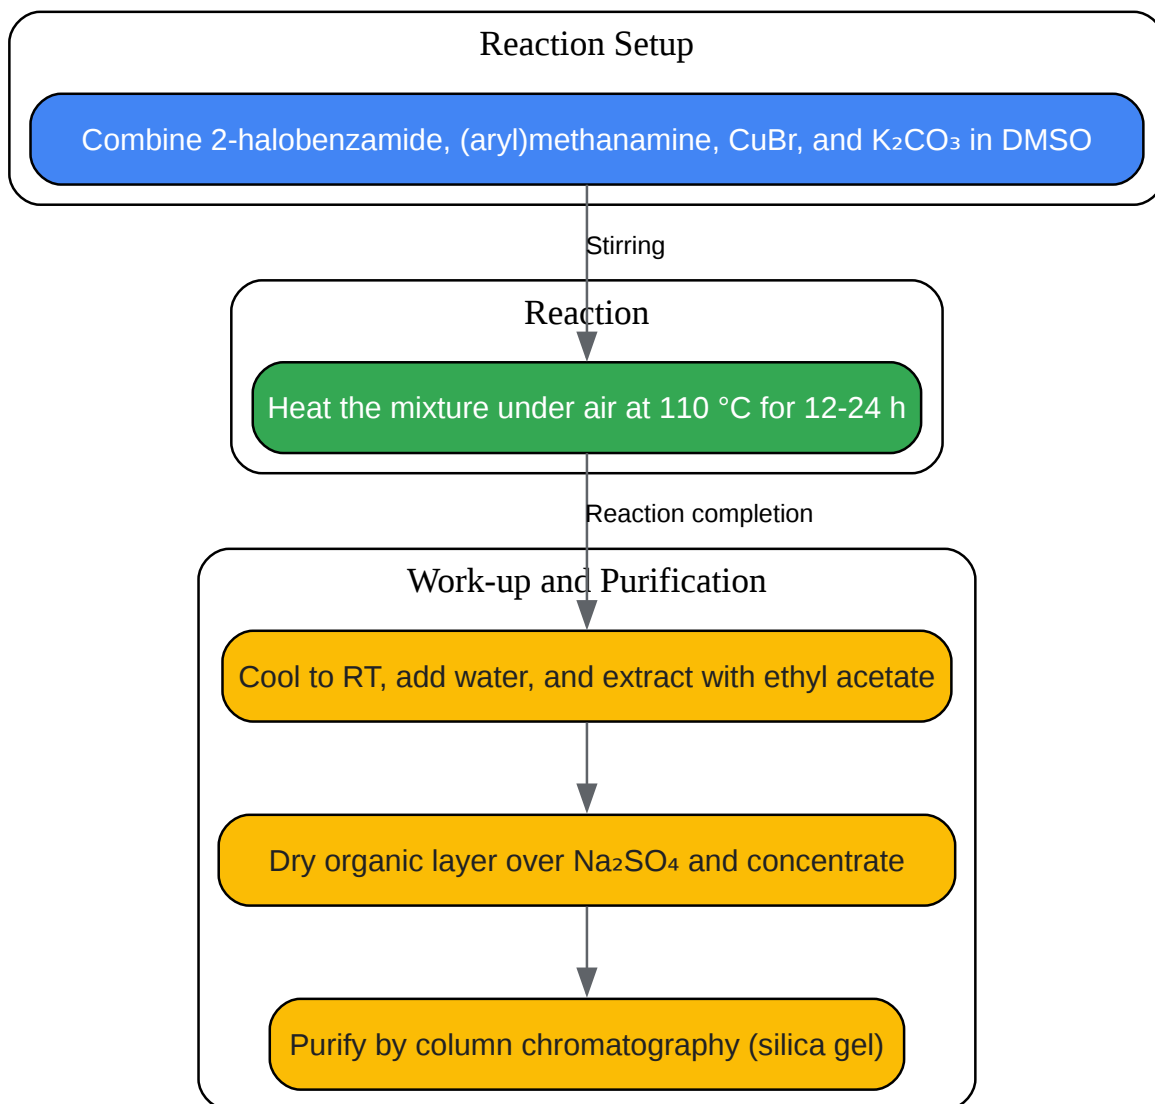 Reaction Setup
Combine 2-halobenzamide, (aryl)methanamine, CuBr, and K₂CO₃ in DMSO
Stirring
Reaction
Heat the mixture under air at 110 °C for 12-24 h
Reaction completion
Work-up and Purification
Cool to RT, add water, and extract with ethyl acetate
Dry organic layer over Na₂SO₄ and concentrate
Purify by column chromatography (silica gel)